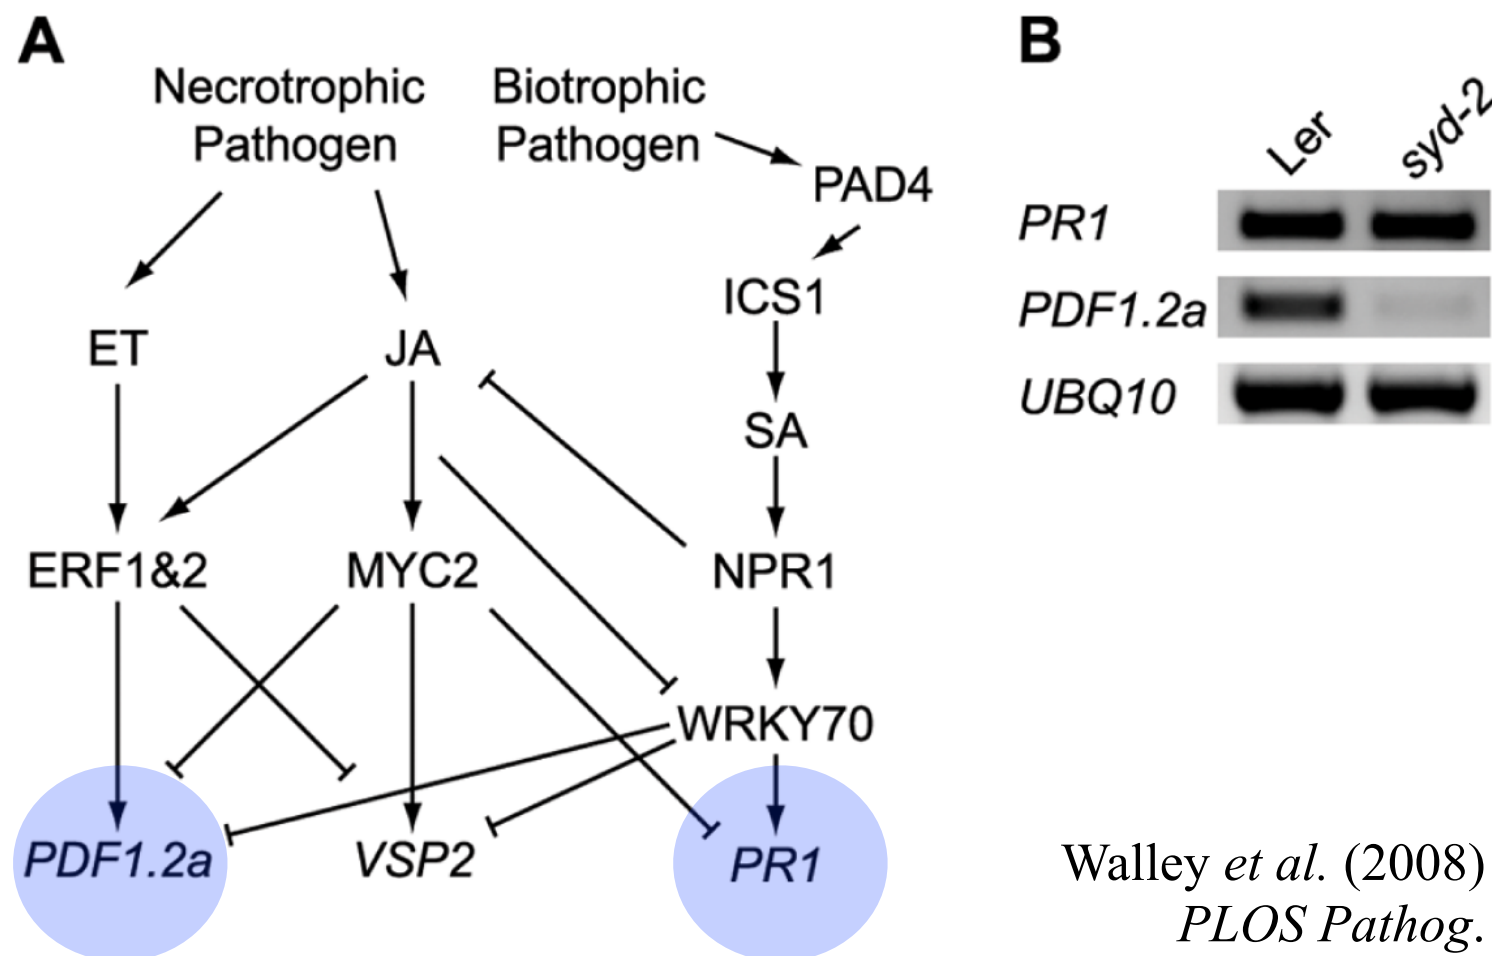 A
Necrotrophic
Pathogen
Biotrophic
Pathogen
PAD4
ICS1
ET
JA
SA
ERF1&2
MYC2
NPR1
WRKY70
PDF1.2a
VSP2
PR1
B
Ler
syd-2
PR1
PDF1.2a
UBQ10
Walley et al. (2008)
PLOS Pathog.